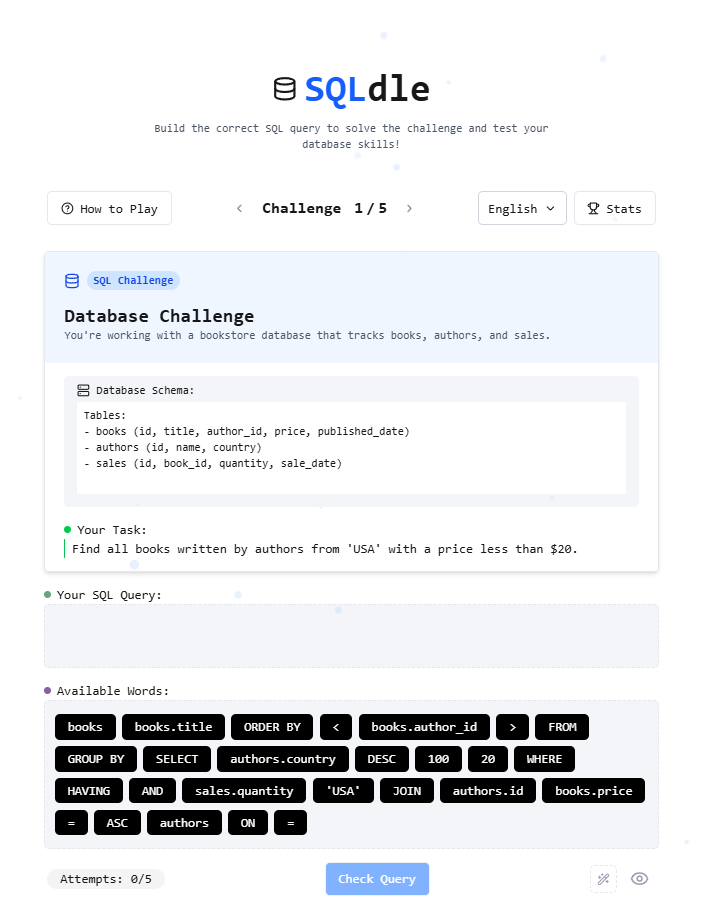 SQLdle
Build the correct SQL query to solve the challenge and test your
database skills!
How to Play
Challenge 1/5
English
Stats
SQL Challenge
Database Challenge
You're working with a bookstore database that tracks books, authors, and sales.
Database Schema:
Tables:
- books (id, title, author_id, price, published_date)
- authors (id, name, country)
- sales (id, book_id, quantity, sale_date)
Your Task:
Find all books written by authors from 'USA' with a price less than $20.
Your SQL Query:
Available Words:
books books.title ORDER BY < books.author_id > FROM
GROUP BY SELECT authors.country DESC 100 20 WHERE
HAVING AND sales.quantity 'USA' JOIN authors.id books.price
= ASC authors ON =
Attempts: 0/5
Check Query